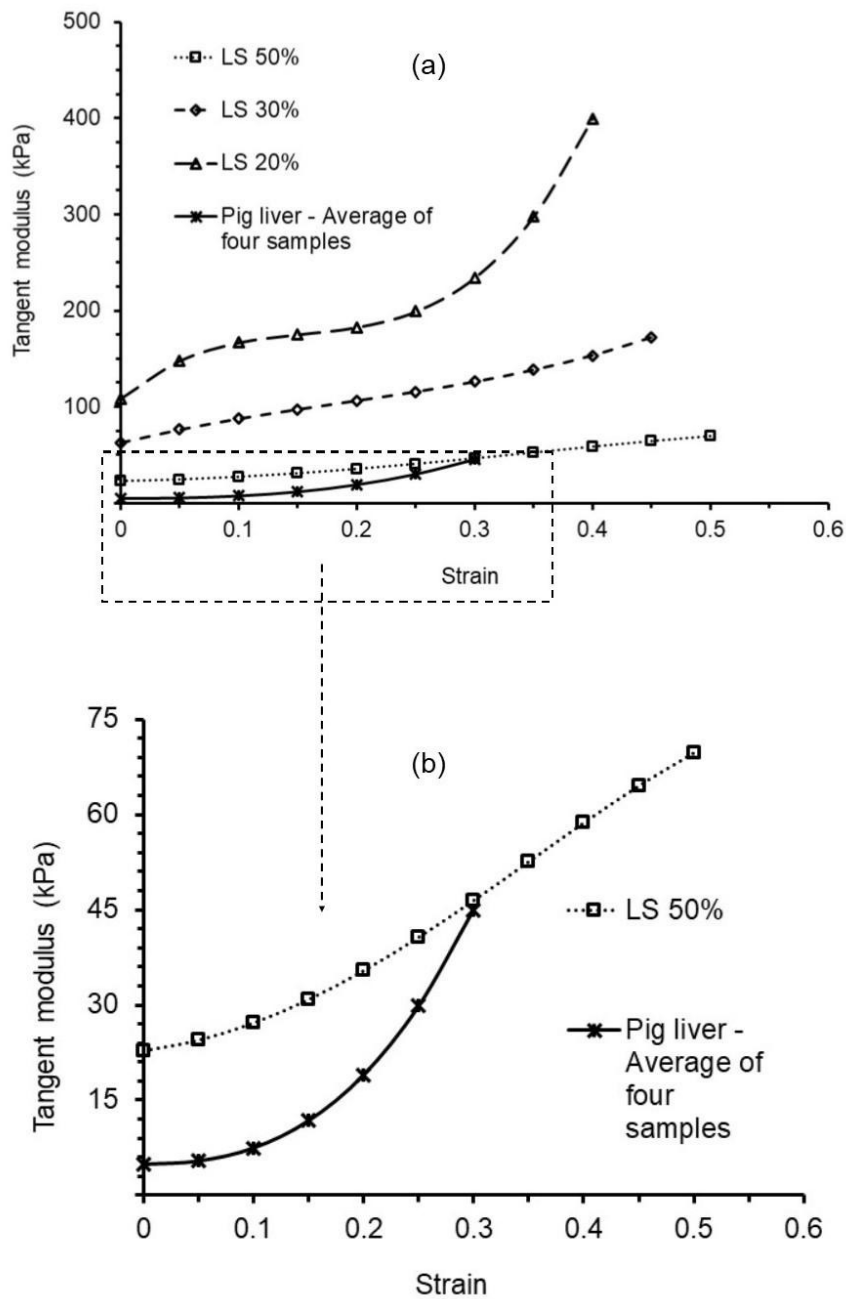 500
400
300
200
100
Tangent modulus (kPa)
(a)
LS 50%
LS 30%
LS 20%
Pig liver - Average of
four samples
0
0.1
0.2
0.3
0.4
0.5
0.6
Strain
75
60
45
30
15
Tangent modulus (kPa)
(b)
LS 50%
Pig liver -
Average of
four
samples
0
0.1
0.2
0.3
0.4
0.5
0.6
Strain